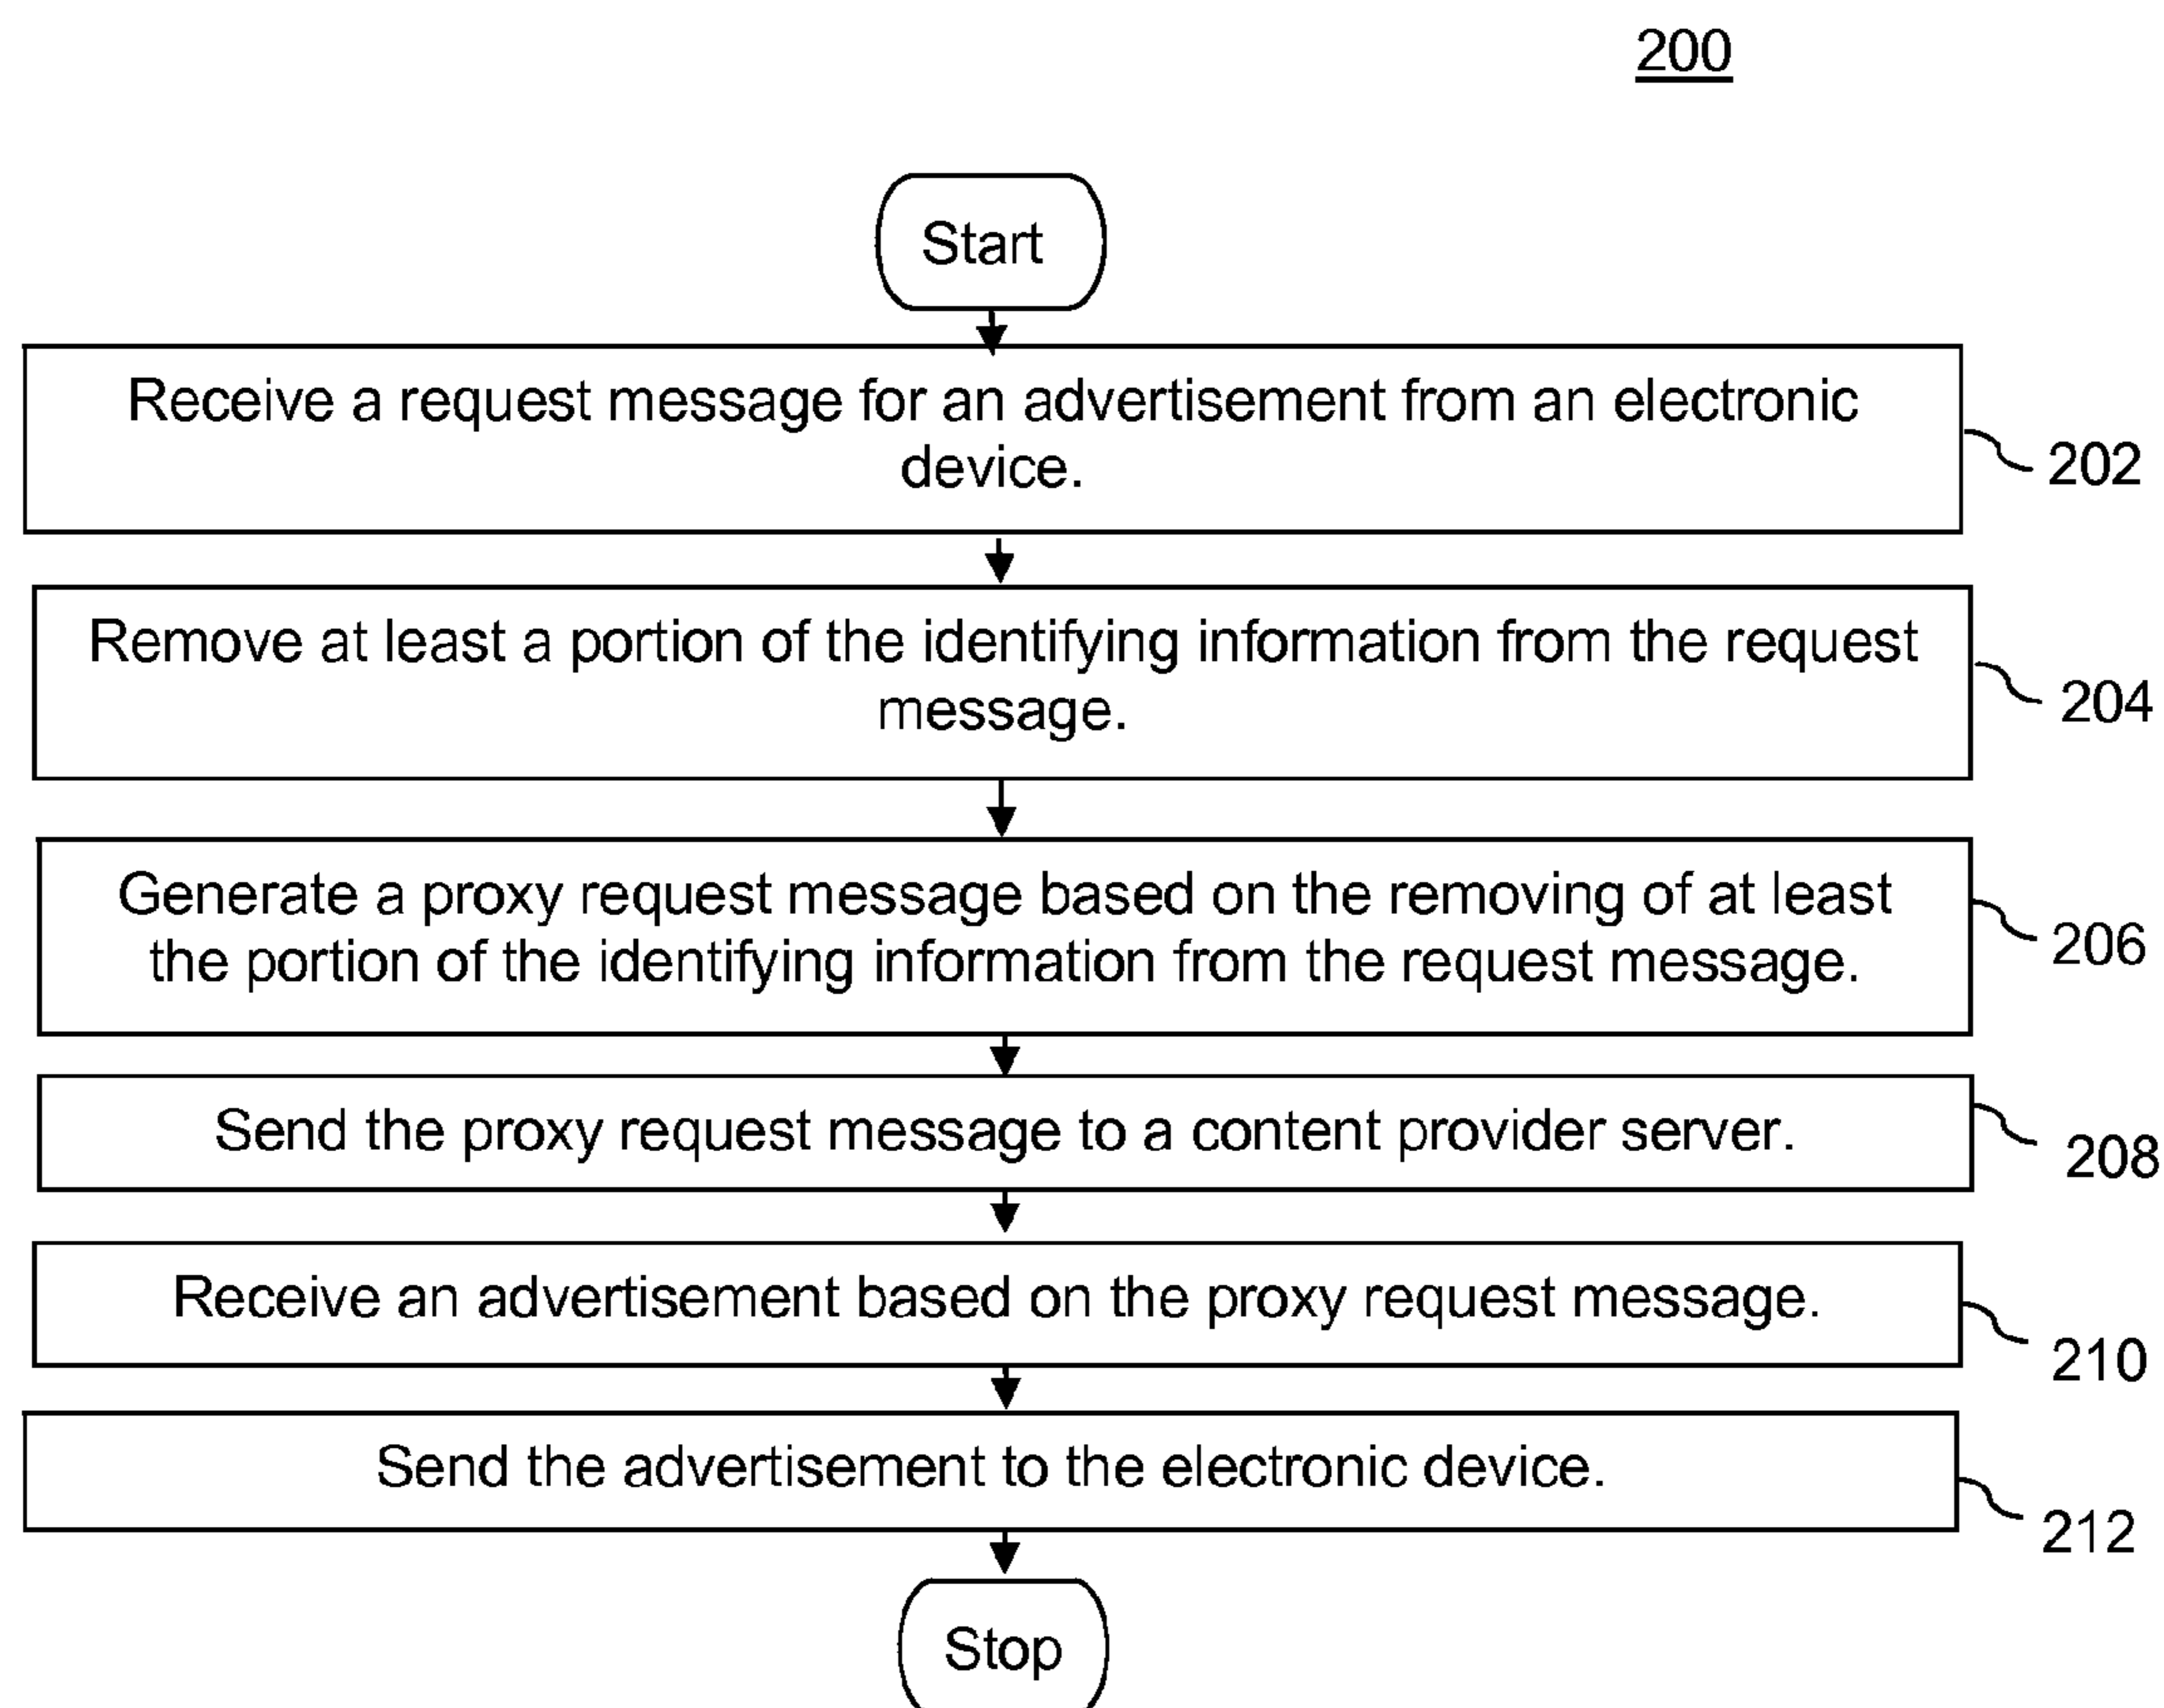 200
Start
Receive a request message for an advertisement from an electronic
device.
202
Remove at least a portion of the identifying information from the request
message.
204
Generate a proxy request message based on the removing of at least
the portion of the identifying information from the request message.
206
Send the proxy request message to a content provider server.
208
Receive an advertisement based on the proxy request message.
210
Send the advertisement to the electronic device.
212
Stop